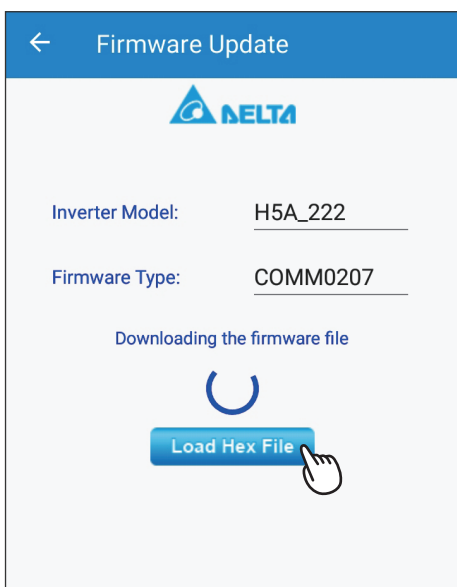 Firmware Update
DELTA
Inverter Model: H5A_222
Firmware Type: COMM0207
Downloading the firmware file
Load Hex File